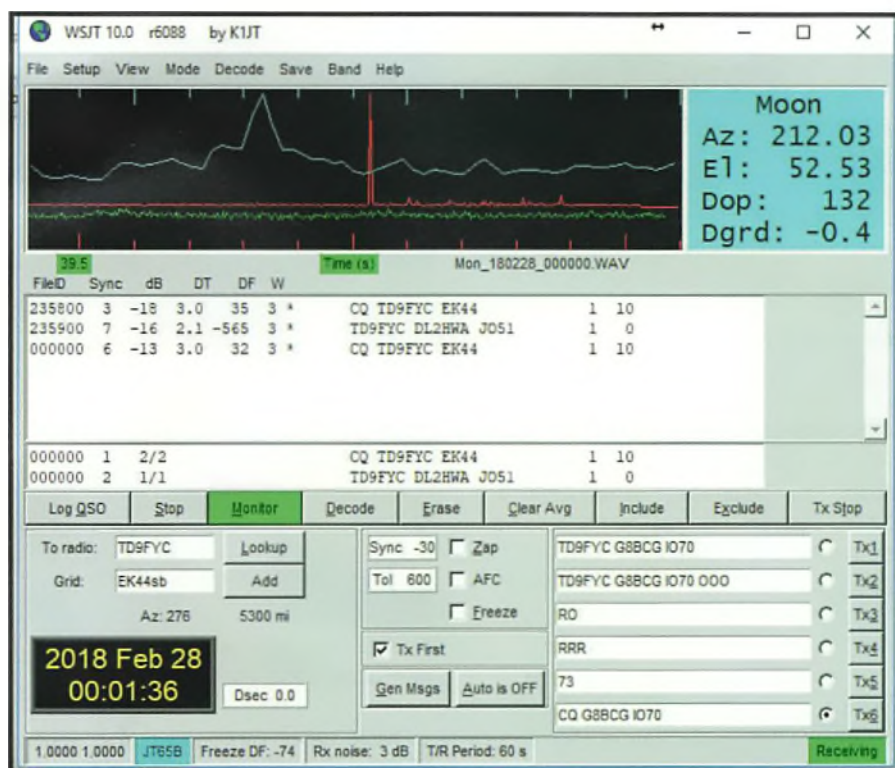 WSJT 10.0 r6088 by K1JT
File Setup View Mode Decode Save Band Help
Moon
Az: 212.03
El: 52.53
Dop: 132
Dgrd: -0.4
39.5 Time (s) Mon_180228_000000.WAV
FileID Sync dB DT DF W
235800 3 -18 3.0 35 3 * CQ TD9FYC EK44 1 10
235900 7 -16 2.1 -565 3 * TD9FYC DL2HWA JO51 1 0
000000 6 -13 3.0 32 3 * CQ TD9FYC EK44 1 10
000000 1 2/2 CQ TD9FYC EK44 1 10
000000 2 1/1 TD9FYC DL2HWA JO51 1 0
Log QSO Stop Monitor Decode Erase Clear Avg Include Exclude Tx Stop
To radio: TD9FYC Lookup
Grid: EK44sb Add
Az: 276 5300 mi
2018 Feb 28
00:01:36
Dsec 0.0
Sync -30 Zap
Tol 600 AFC
Freeze
Tx First
Gen Msgs Auto is OFF
TD9FYC G8BCG IO70 Tx1
TD9FYC G8BCG IO70 OOO Tx2
RO Tx3
RRR Tx4
73 Tx5
CQ G8BCG IO70 Tx6
1.0000 1.0000 JT65B Freeze DF: -74 Rx noise: 3 dB T/R Period: 60 s Receiving